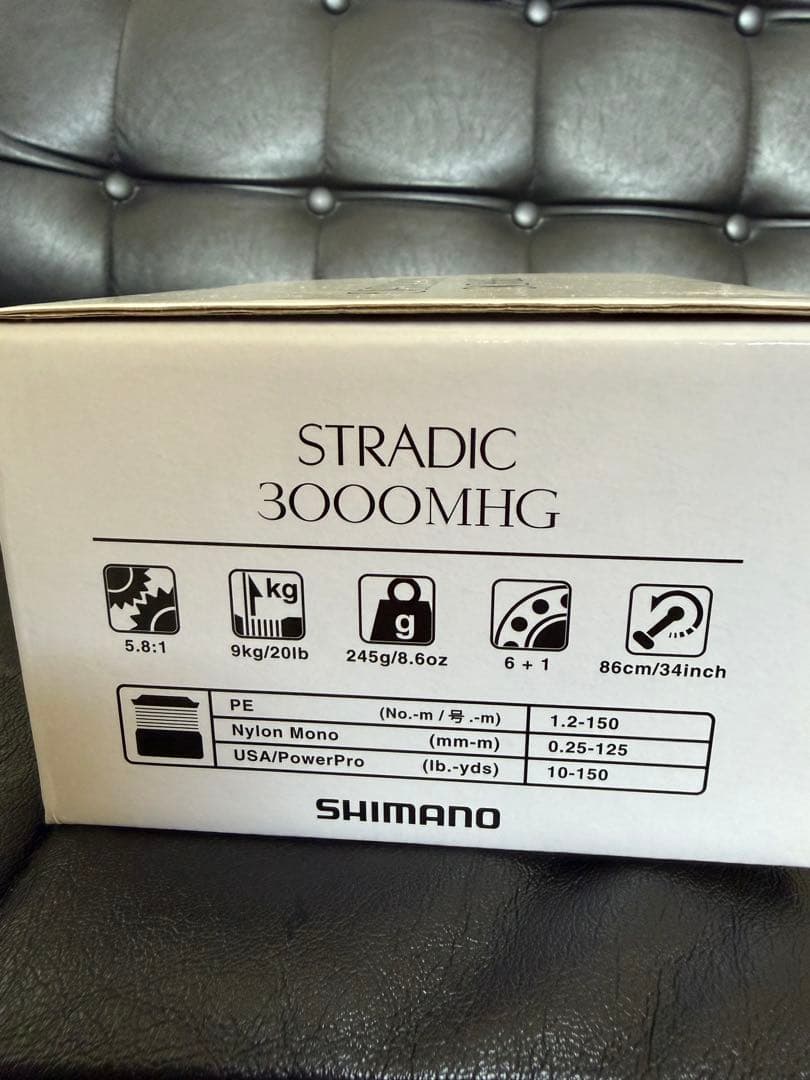 STRADIC
3000MHG
kg
g
5.8:1
9kg/20lb
245g/8.6oz
6 + 1
86cm/34inch
PE (No.-m / 号.-m) 1.2-150
Nylon Mono (mm-m) 0.25-125
USA/PowerPro (lb.-yds) 10-150
SHIMANO